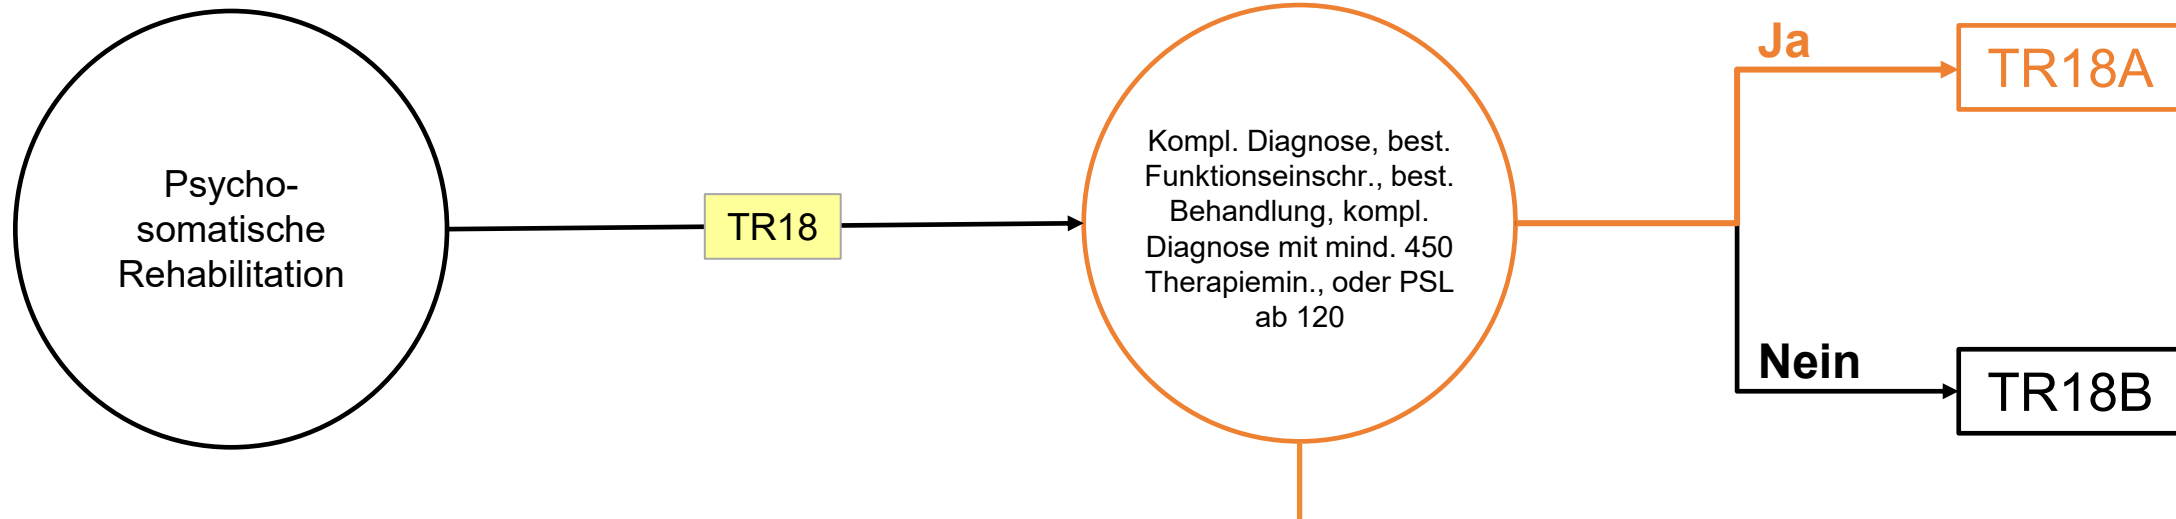 Psycho-
somatische
Rehabilitation
TR18
Kompl. Diagnose, best.
Funktionseinschr., best.
Behandlung, kompl.
Diagnose mit mind. 450
Therapiemin., oder PSL
ab 120
Ja
TR18A
Nein
TR18B